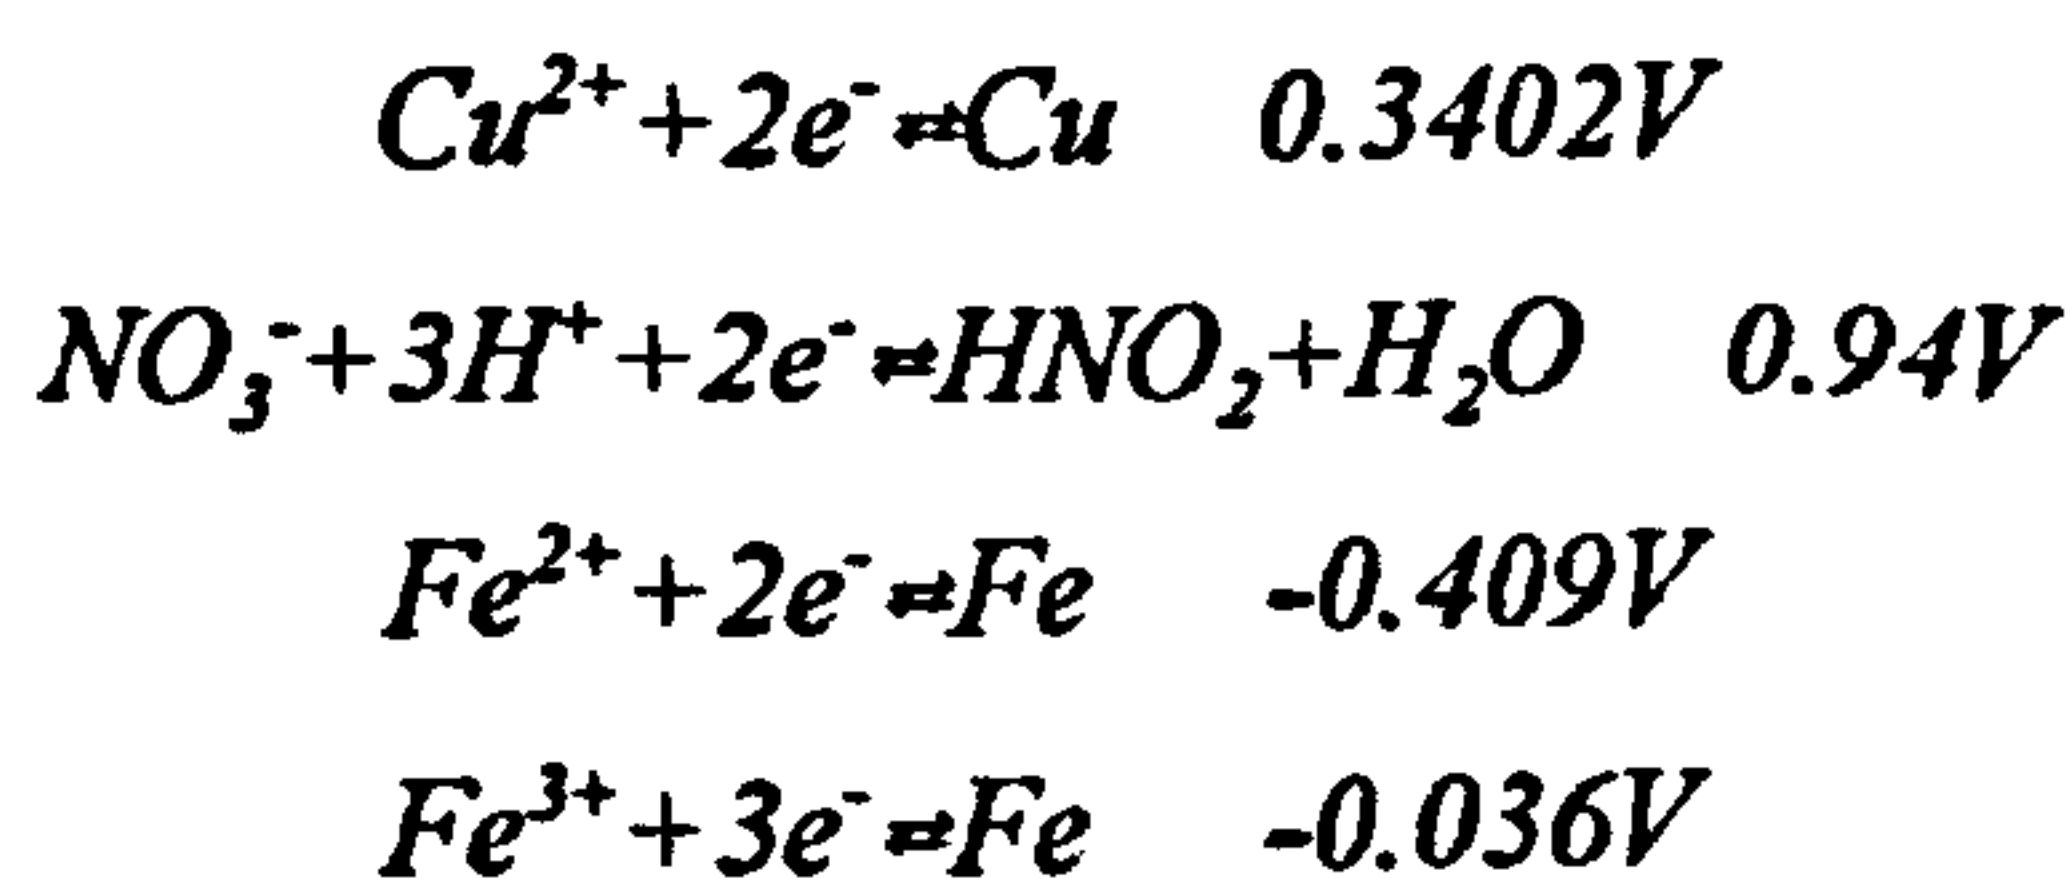 Cu²⁺+2e⁻⇌Cu 0.3402V
NO₃⁻+3H⁺+2e⁻⇌HNO₂+H₂O 0.94V
Fe²⁺+2e⁻⇌Fe -0.409V
Fe³⁺+3e⁻⇌Fe -0.036V